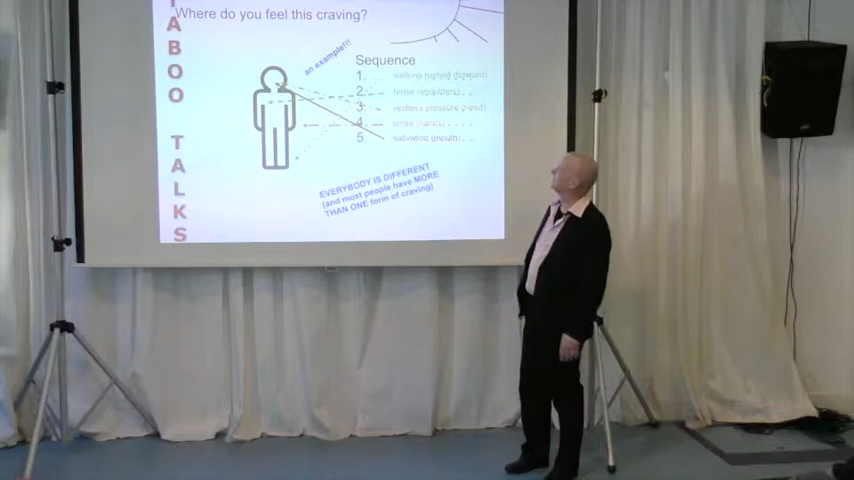 TABOO TALKS
Where do you feel this craving?
an example!!!
Sequence
1. walking (pulled (forward)
2. tense (shoulders)
3. restless pressure (head)
4. tense (hands)
5. salivation (mouth)
EVERYBODY IS DIFFERENT
(and most people have MORE
THAN ONE form of craving)